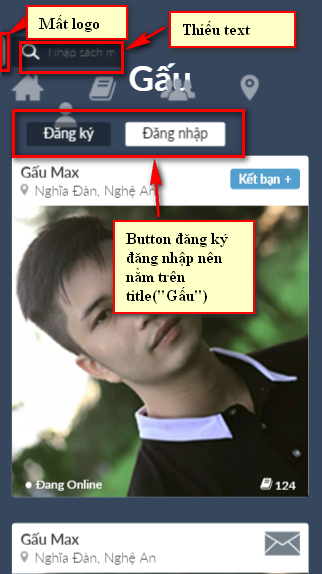 Mất logo
Thiếu text
Nhập sách m
Gấu
Đăng ký
Đăng nhập
Gấu Max
Nghĩa Đàn, Nghệ An
Kết bạn +
Button đăng ký
đăng nhập nên
nằm trên
title("Gấu")
Đang Online
124
Gấu Max
Nghĩa Đàn, Nghệ An